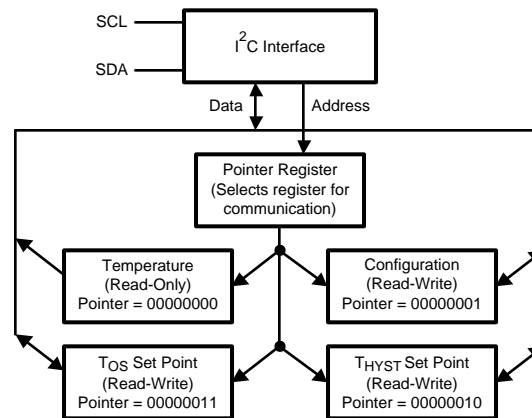 SCL
I²C Interface
SDA
Data
Address
Pointer Register
(Selects register for
communication)
Temperature
(Read-Only)
Pointer = 00000000
Configuration
(Read-Write)
Pointer = 00000001
TOS Set Point
(Read-Write)
Pointer = 00000011
THYST Set Point
(Read-Write)
Pointer = 00000010